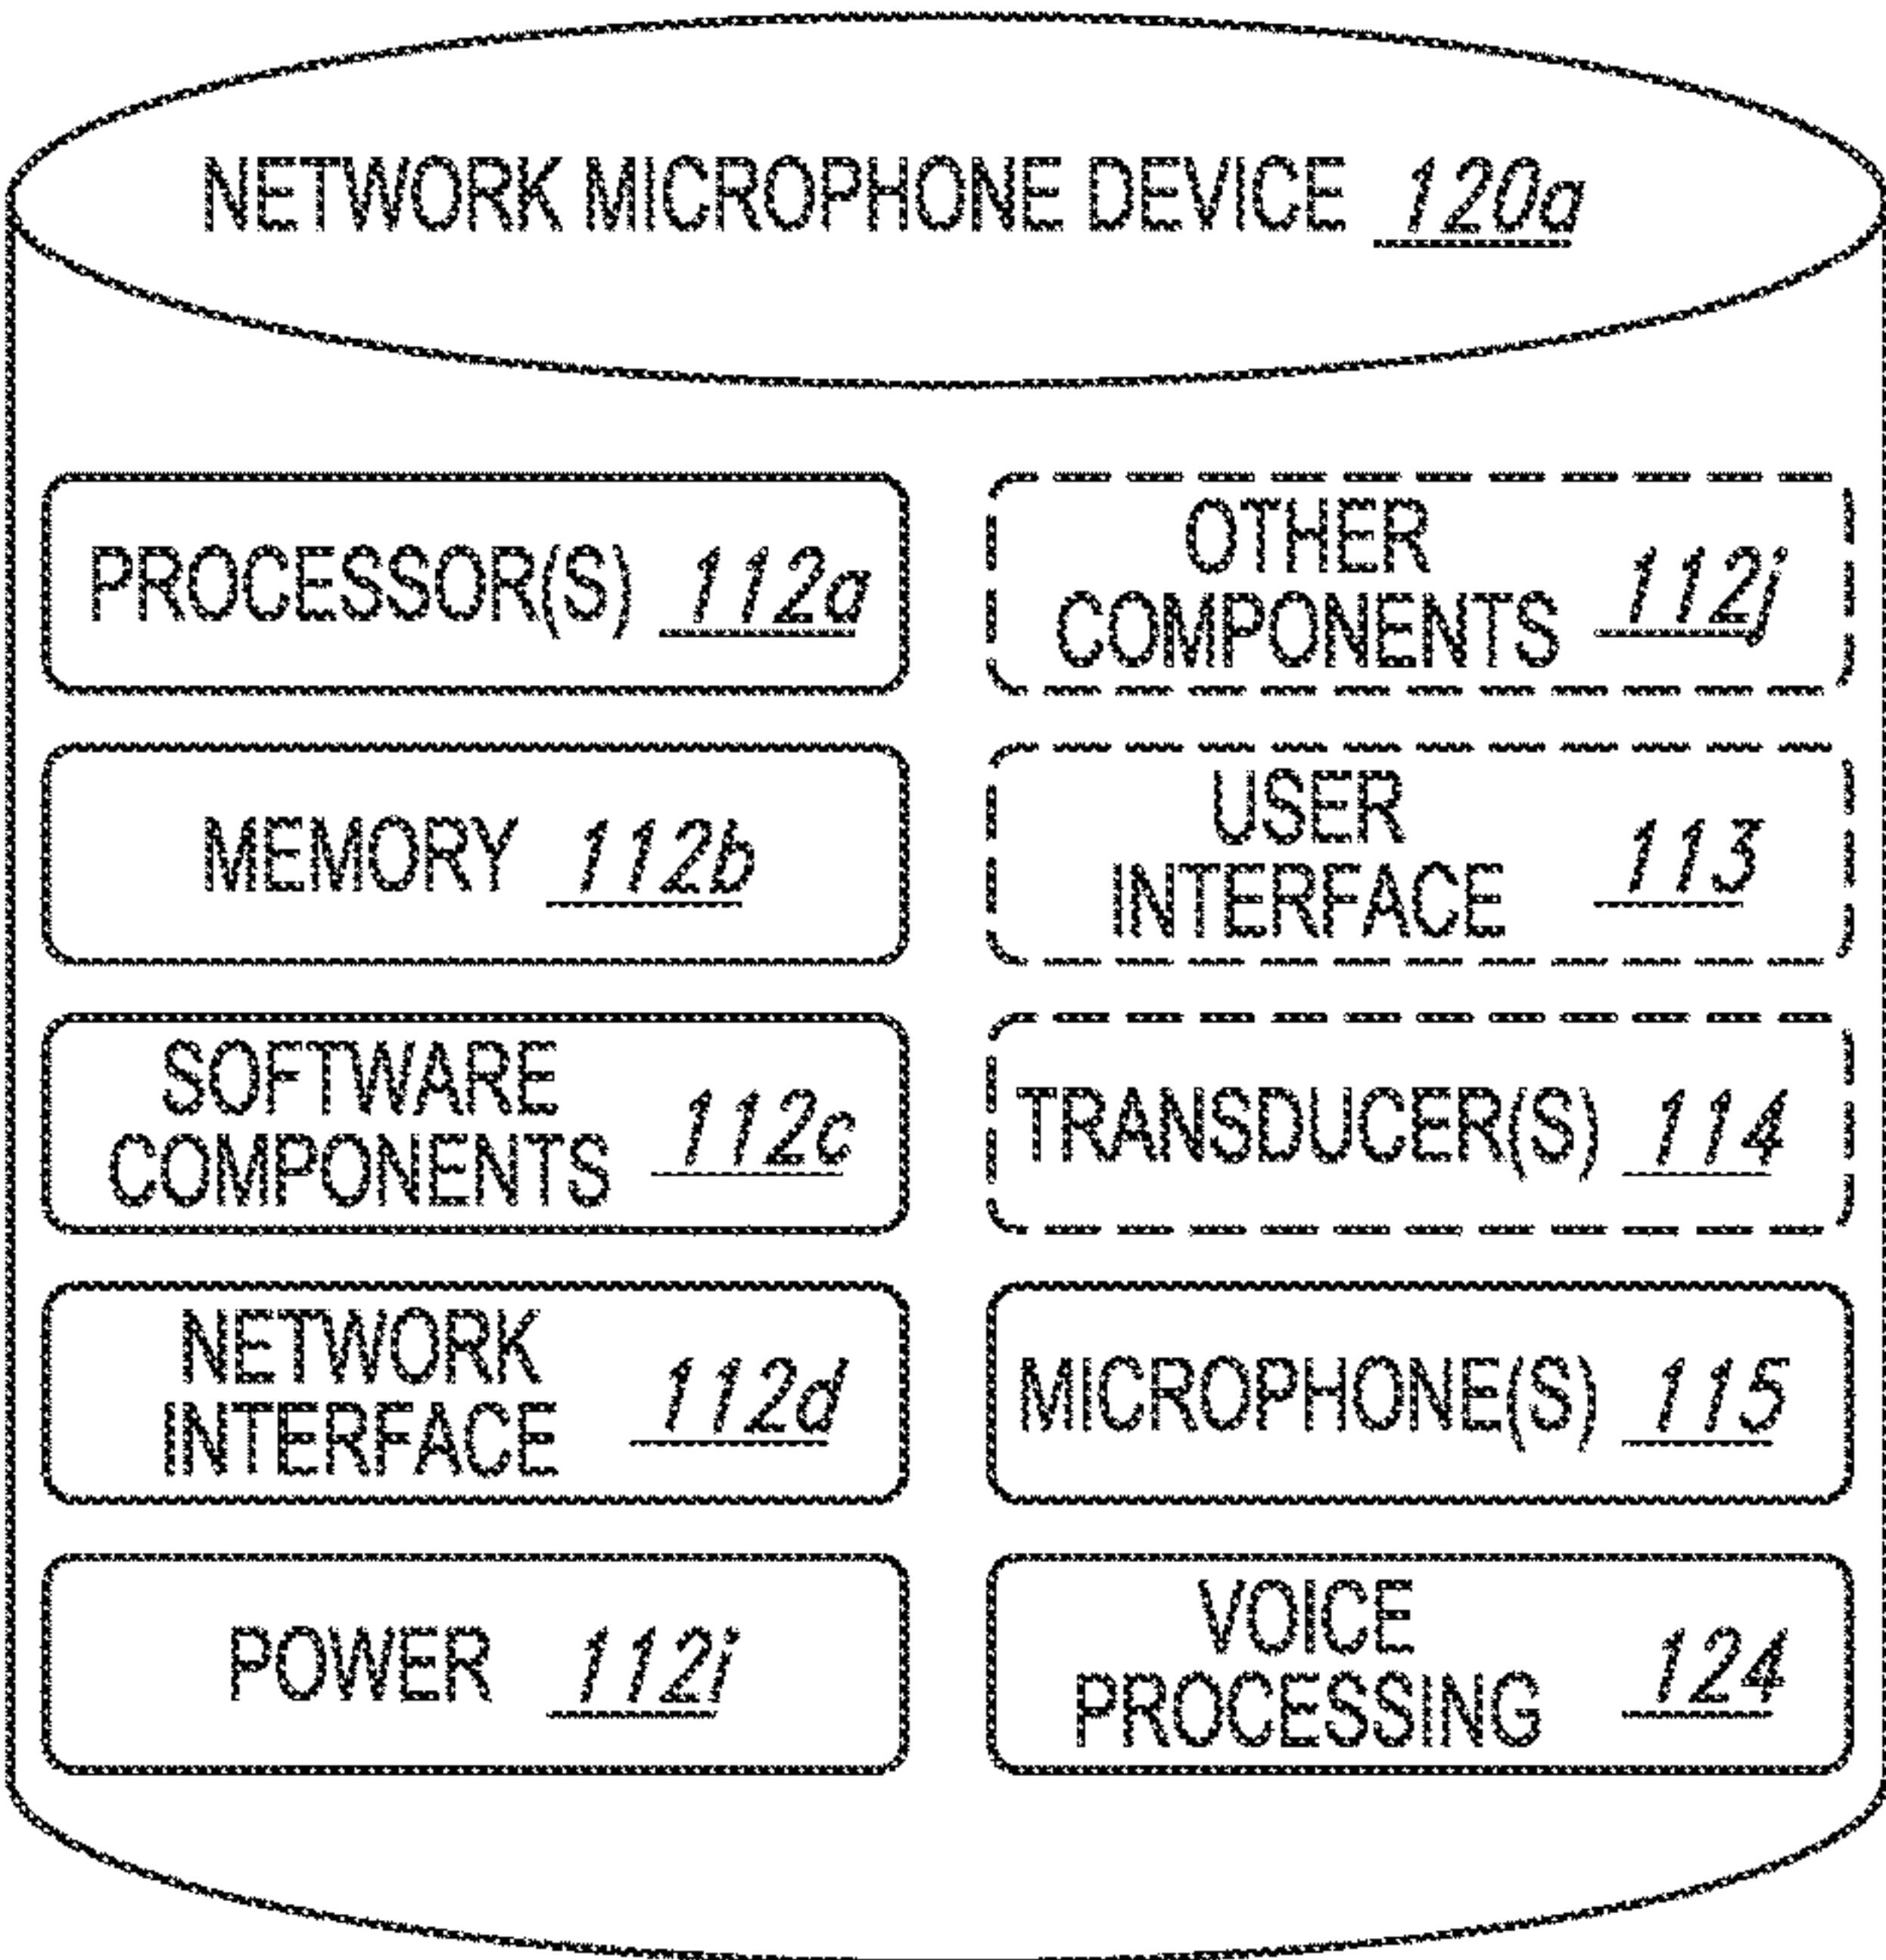 NETWORK MICROPHONE DEVICE 120a
PROCESSOR(S) 112a
MEMORY 112b
SOFTWARE
COMPONENTS 112c
NETWORK
INTERFACE 112d
POWER 112i
OTHER
COMPONENTS 112j
USER
INTERFACE 113
TRANSDUCER(S) 114
MICROPHONE(S) 115
VOICE
PROCESSING 124